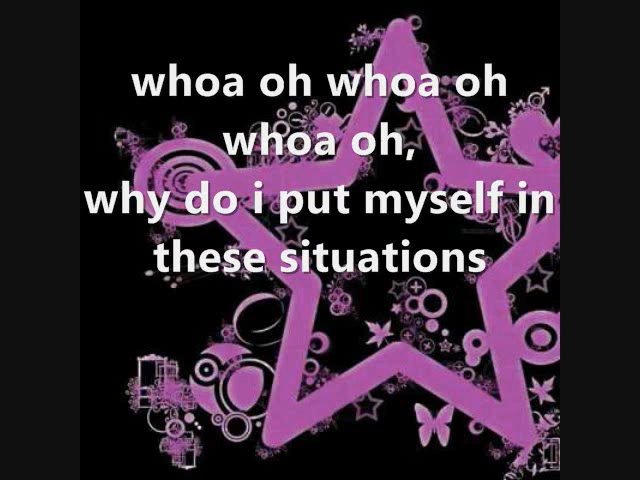 whoa oh whoa oh
whoa oh,
why do i put myself in
these situations